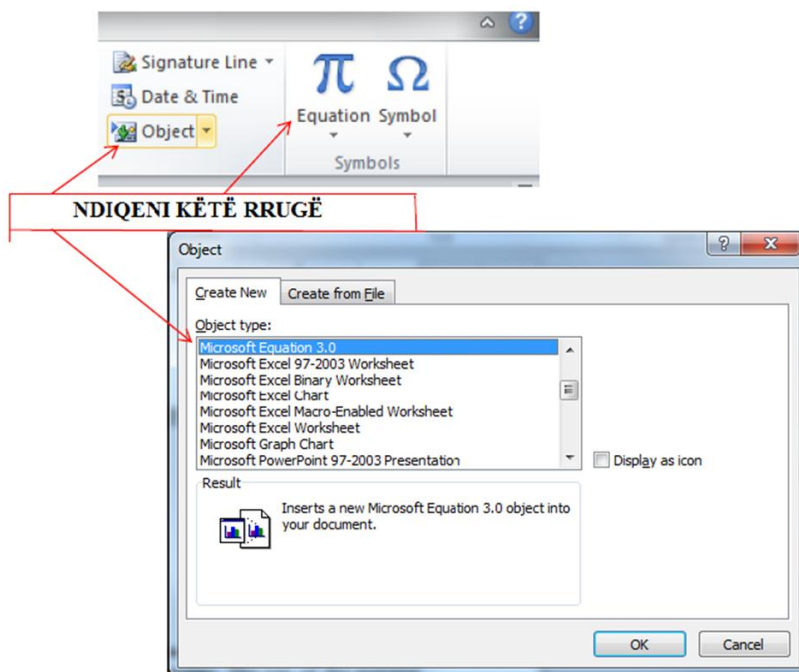 ?
Signature Line
Date & Time
Object
π Ω
Equation Symbol
Symbols
NDIQENI KËTË RRUGË
Object
?
Create New
Create from File
Object type:
Microsoft Equation 3.0
Microsoft Excel 97-2003 Worksheet
Microsoft Excel Binary Worksheet
Microsoft Excel Chart
Microsoft Excel Macro-Enabled Worksheet
Microsoft Excel Worksheet
Microsoft Graph Chart
Microsoft PowerPoint 97-2003 Presentation
Display as icon
Result
Inserts a new Microsoft Equation 3.0 object into
your document.
OK
Cancel